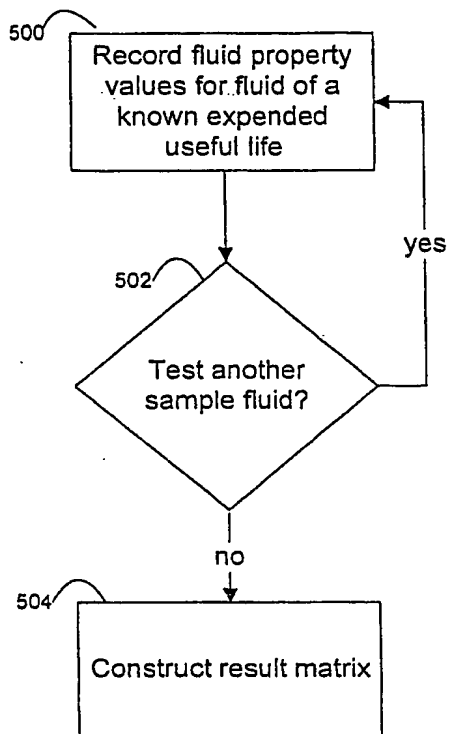 500
Record fluid property
values for fluid of a
known expended
useful life
yes
502
Test another
sample fluid?
no
504
Construct result matrix